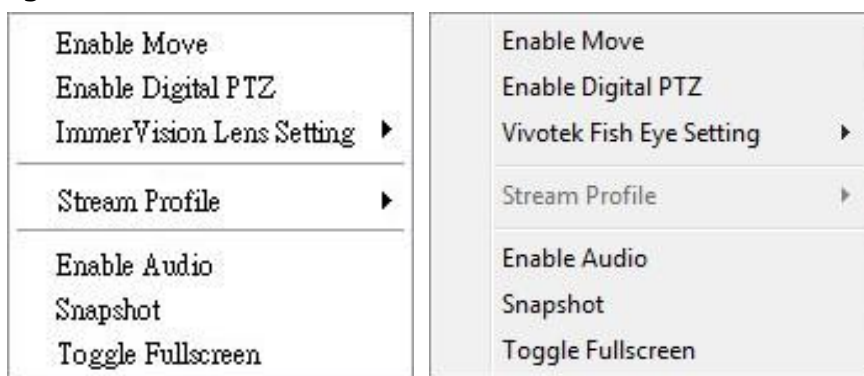 Enable Move
Enable Digital PTZ
ImmerVision Lens Setting
Stream Profile
Enable Audio
Snapshot
Toggle Fullscreen
Enable Move
Enable Digital PTZ
Vivotek Fish Eye Setting
Stream Profile
Enable Audio
Snapshot
Toggle Fullscreen